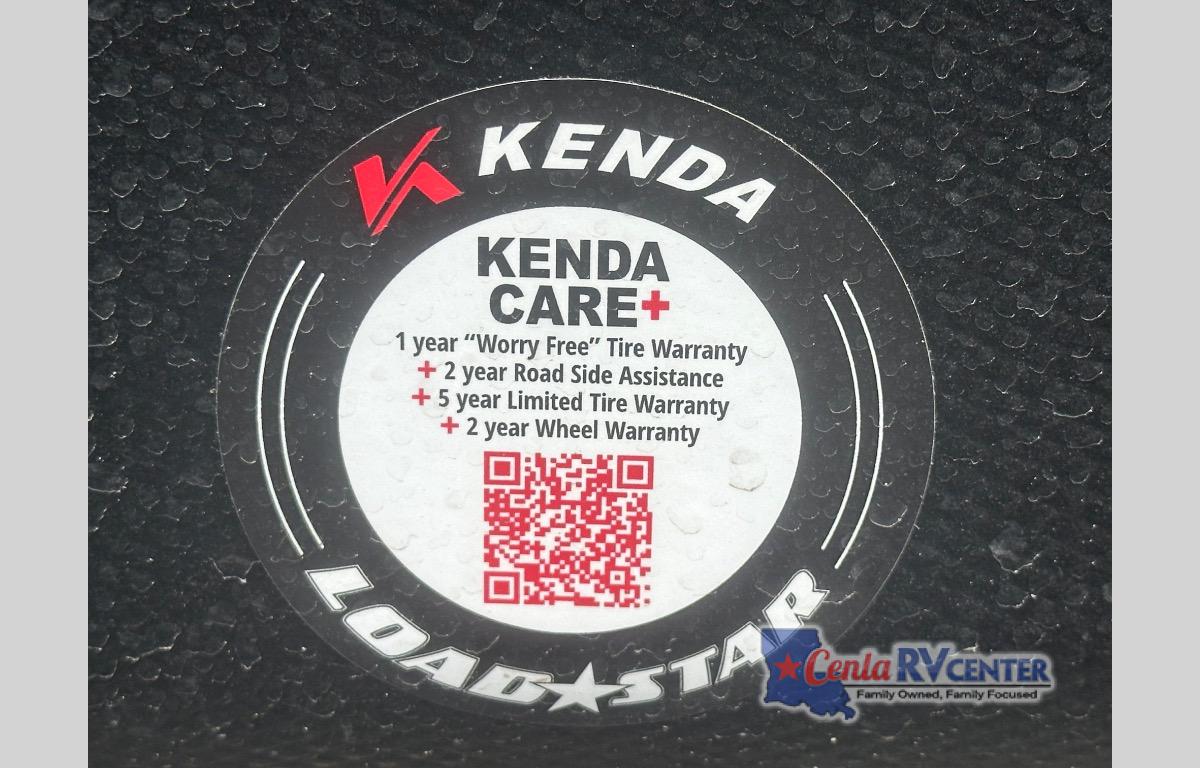 KENDA
KENDA
CARE+
1 year “Worry Free” Tire Warranty
+ 2 year Road Side Assistance
+ 5 year Limited Tire Warranty
+ 2 year Wheel Warranty
LOAD★STAR
Cenla RV CENTER
Family Owned, Family Focused